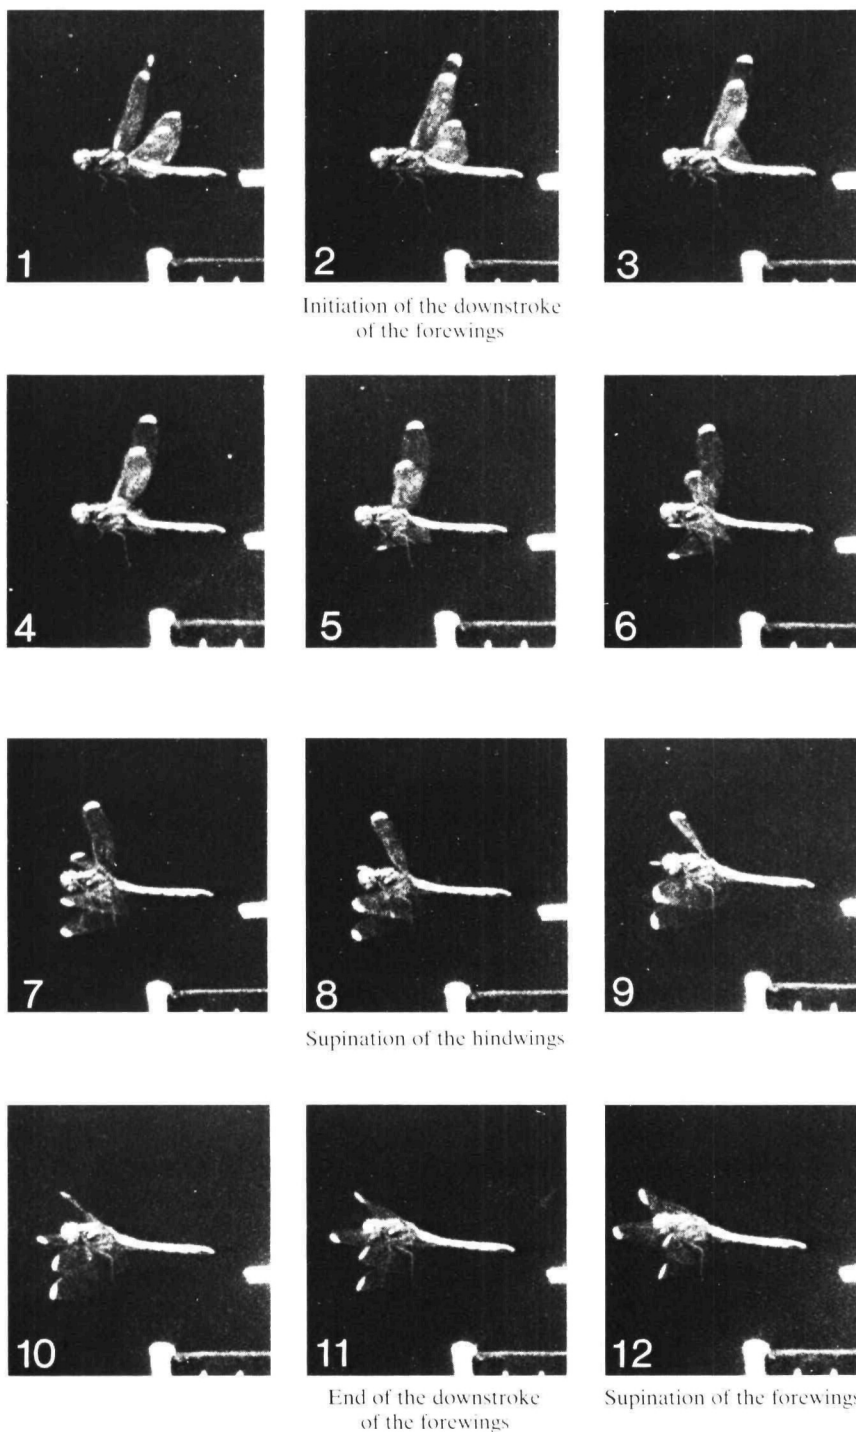 1
2
3
Initiation of the downstroke
of the forewings
4
5
6
7
8
9
Supination of the hindwings
10
11
12
End of the downstroke
of the forewings
Supination of the forewings